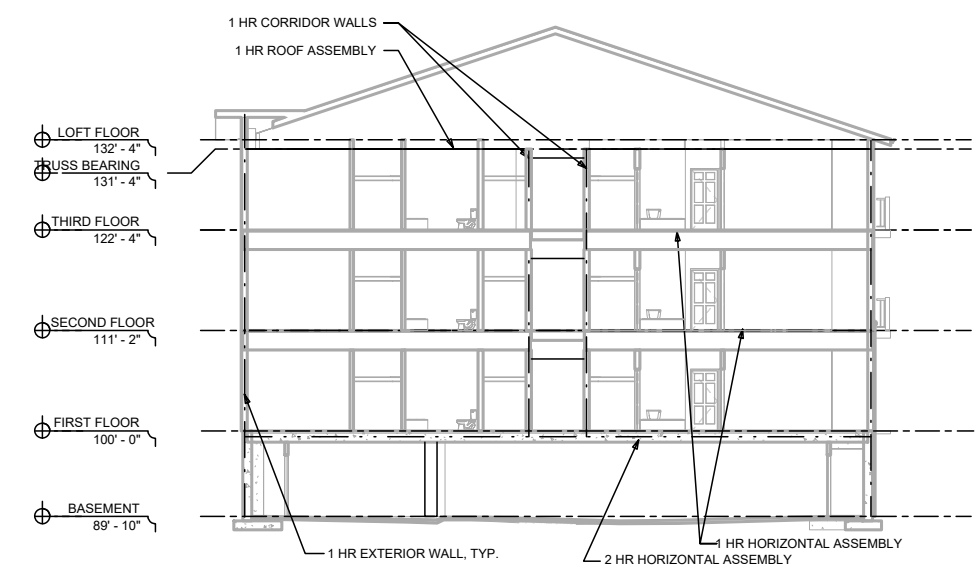 1 HR CORRIDOR WALLS
1 HR ROOF ASSEMBLY
LOFT FLOOR
132' - 4"
TRUSS BEARING
131' - 4"
THIRD FLOOR
122' - 4"
SECOND FLOOR
111' - 2"
FIRST FLOOR
100' - 0"
BASEMENT
89' - 10"
1 HR EXTERIOR WALL, TYP.
1 HR HORIZONTAL ASSEMBLY
2 HR HORIZONTAL ASSEMBLY